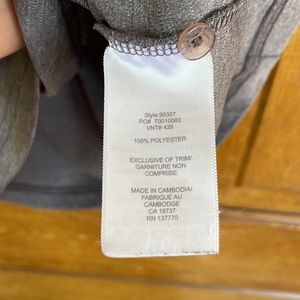 Style:96307
PO# T0010083
VNT# 428
100% POLYESTER
EXCLUSIVE OF TRIM/
GARNITURE NON
COMPRISE
MADE IN CAMBODIA/
FABRIQUE AU
CAMBODGE
CA 19737
RN 137770